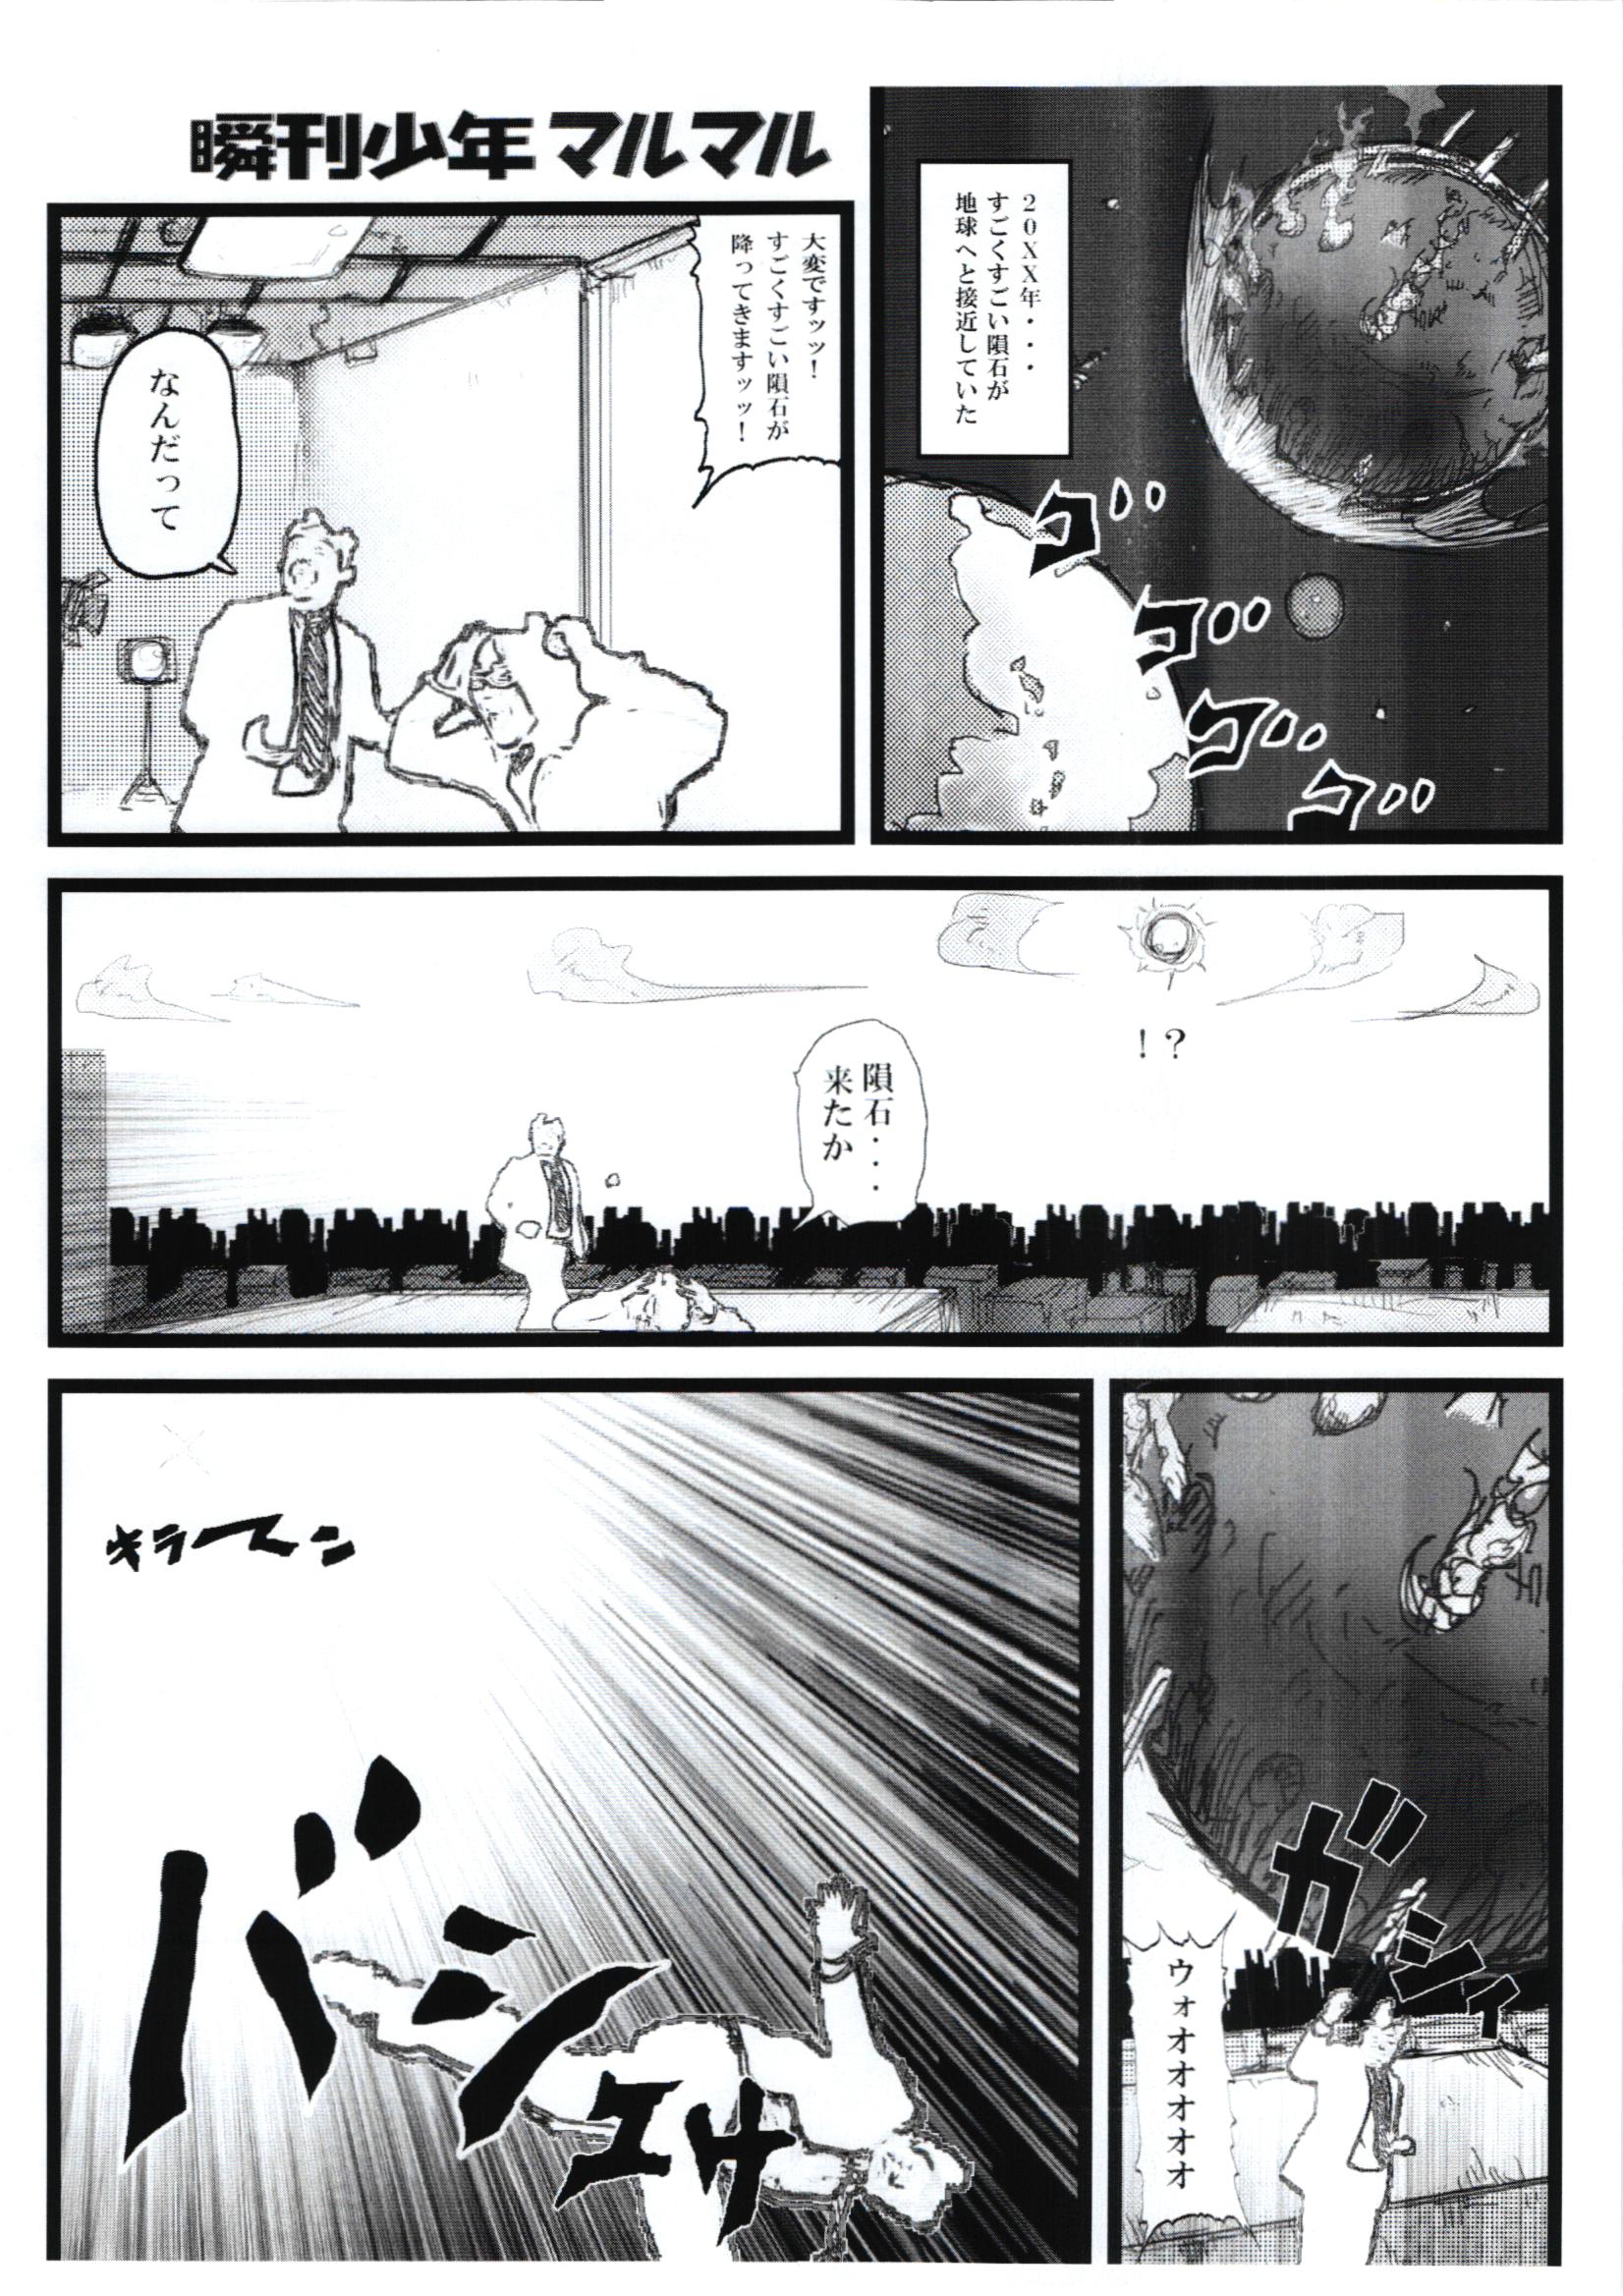 瞬刊少年マルマル
20XX年・・・
すごくすごい隕石が
地球へと接近していた
ゴゴゴゴ
大変ですッッ！
すごくすごい隕石が
降ってきますッッ！
なんだって
！？
隕石・・・
来たか
ガシィ
ウォオオオオオ
キラーン
バシュッ